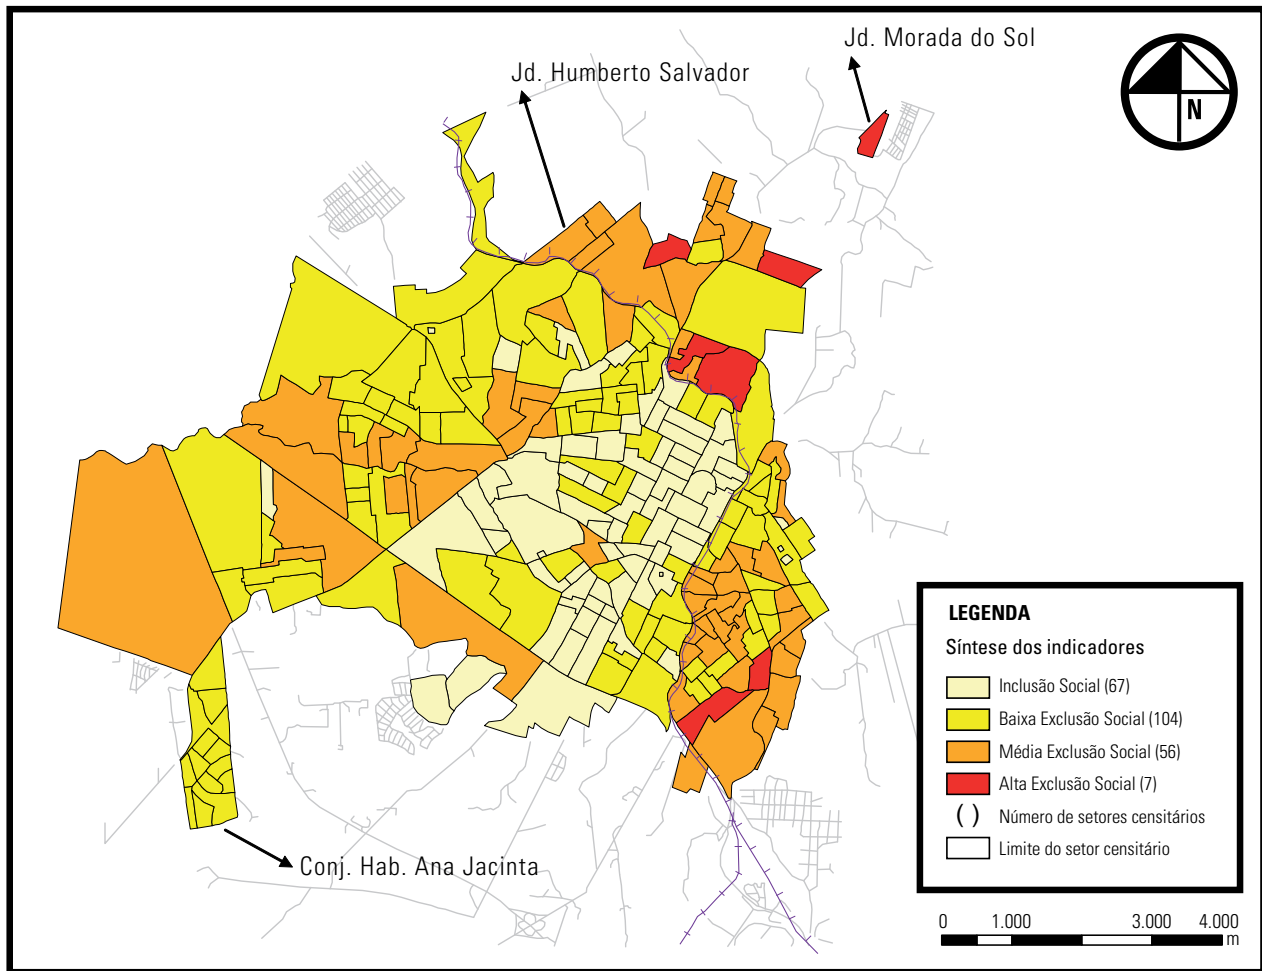 Jd. Morada do Sol
Jd. Humberto Salvador
N
Conj. Hab. Ana Jacinta
LEGENDA
Síntese dos indicadores
Inclusão Social (67)
Baixa Exclusão Social (104)
Média Exclusão Social (56)
Alta Exclusão Social (7)
( ) Número de setores censitários
Limite do setor censitário
0 1.000 3.000 4.000
m